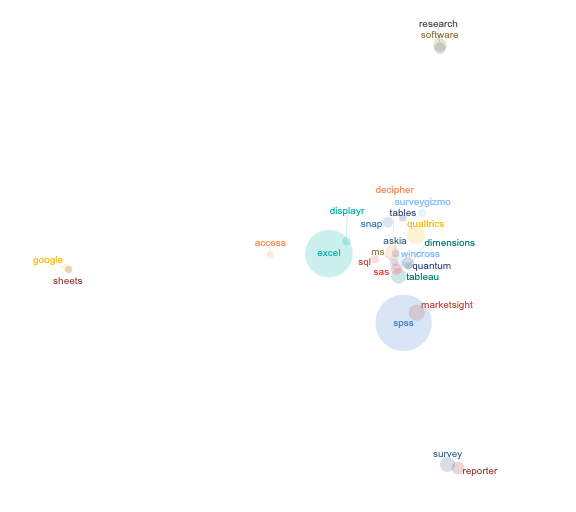 research
software
decipher
surveygizmo
displayr
tables
snap
qualtrics
askia
dimensions
access
excel
ms
wincross
google
sql
quantum
sas
tableau
sheets
marketsight
spss
survey
reporter